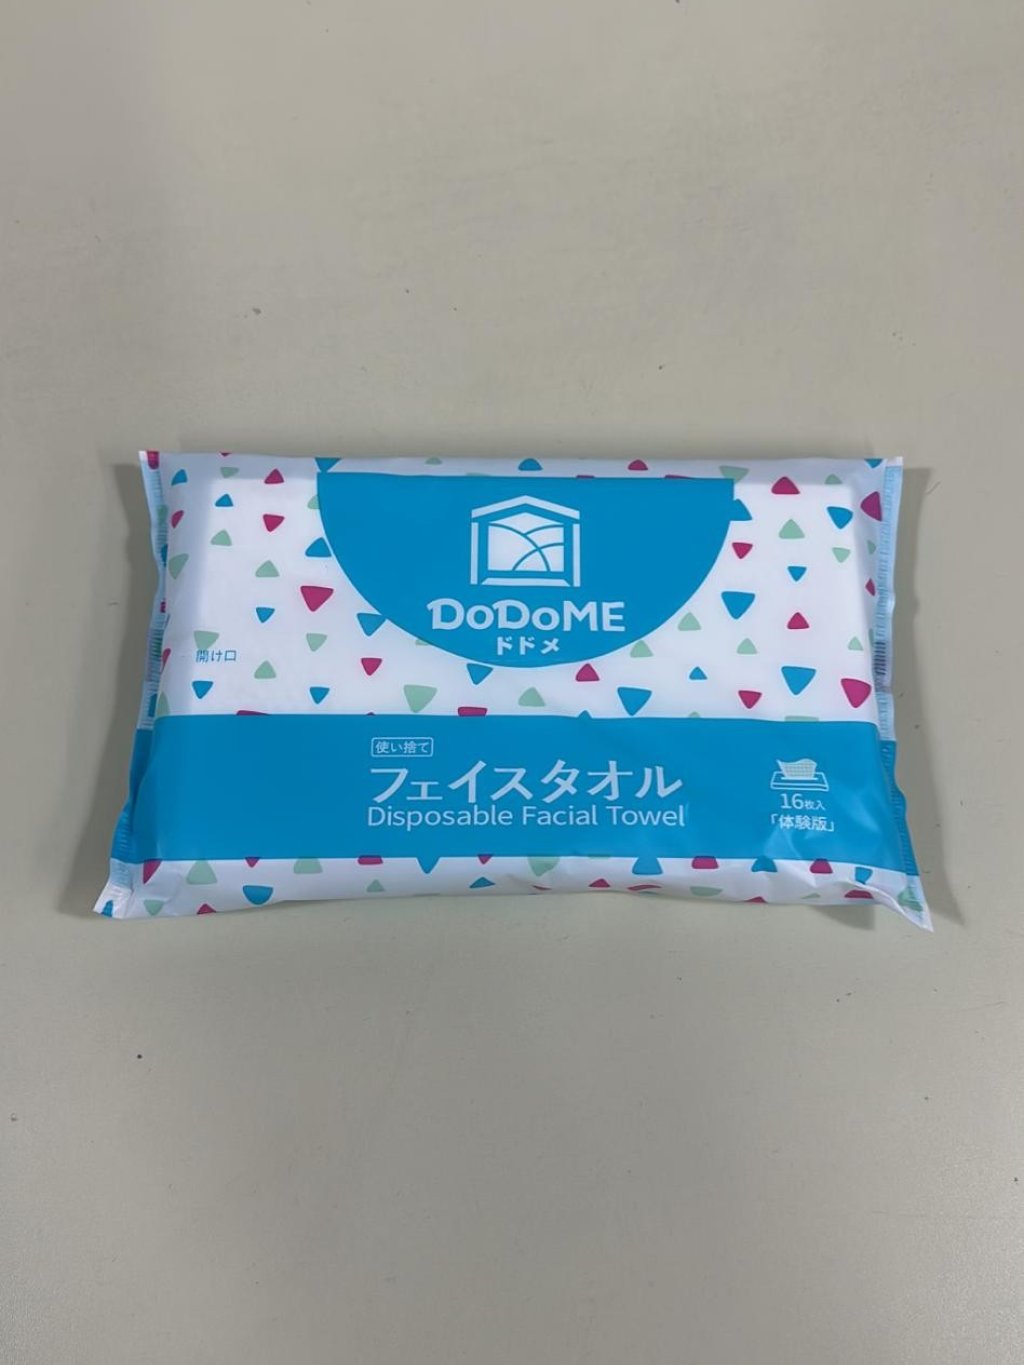 DoDoME
ドドメ
開け口
使い捨て
フェイスタオル
Disposable Facial Towel
16枚入
「体験版」